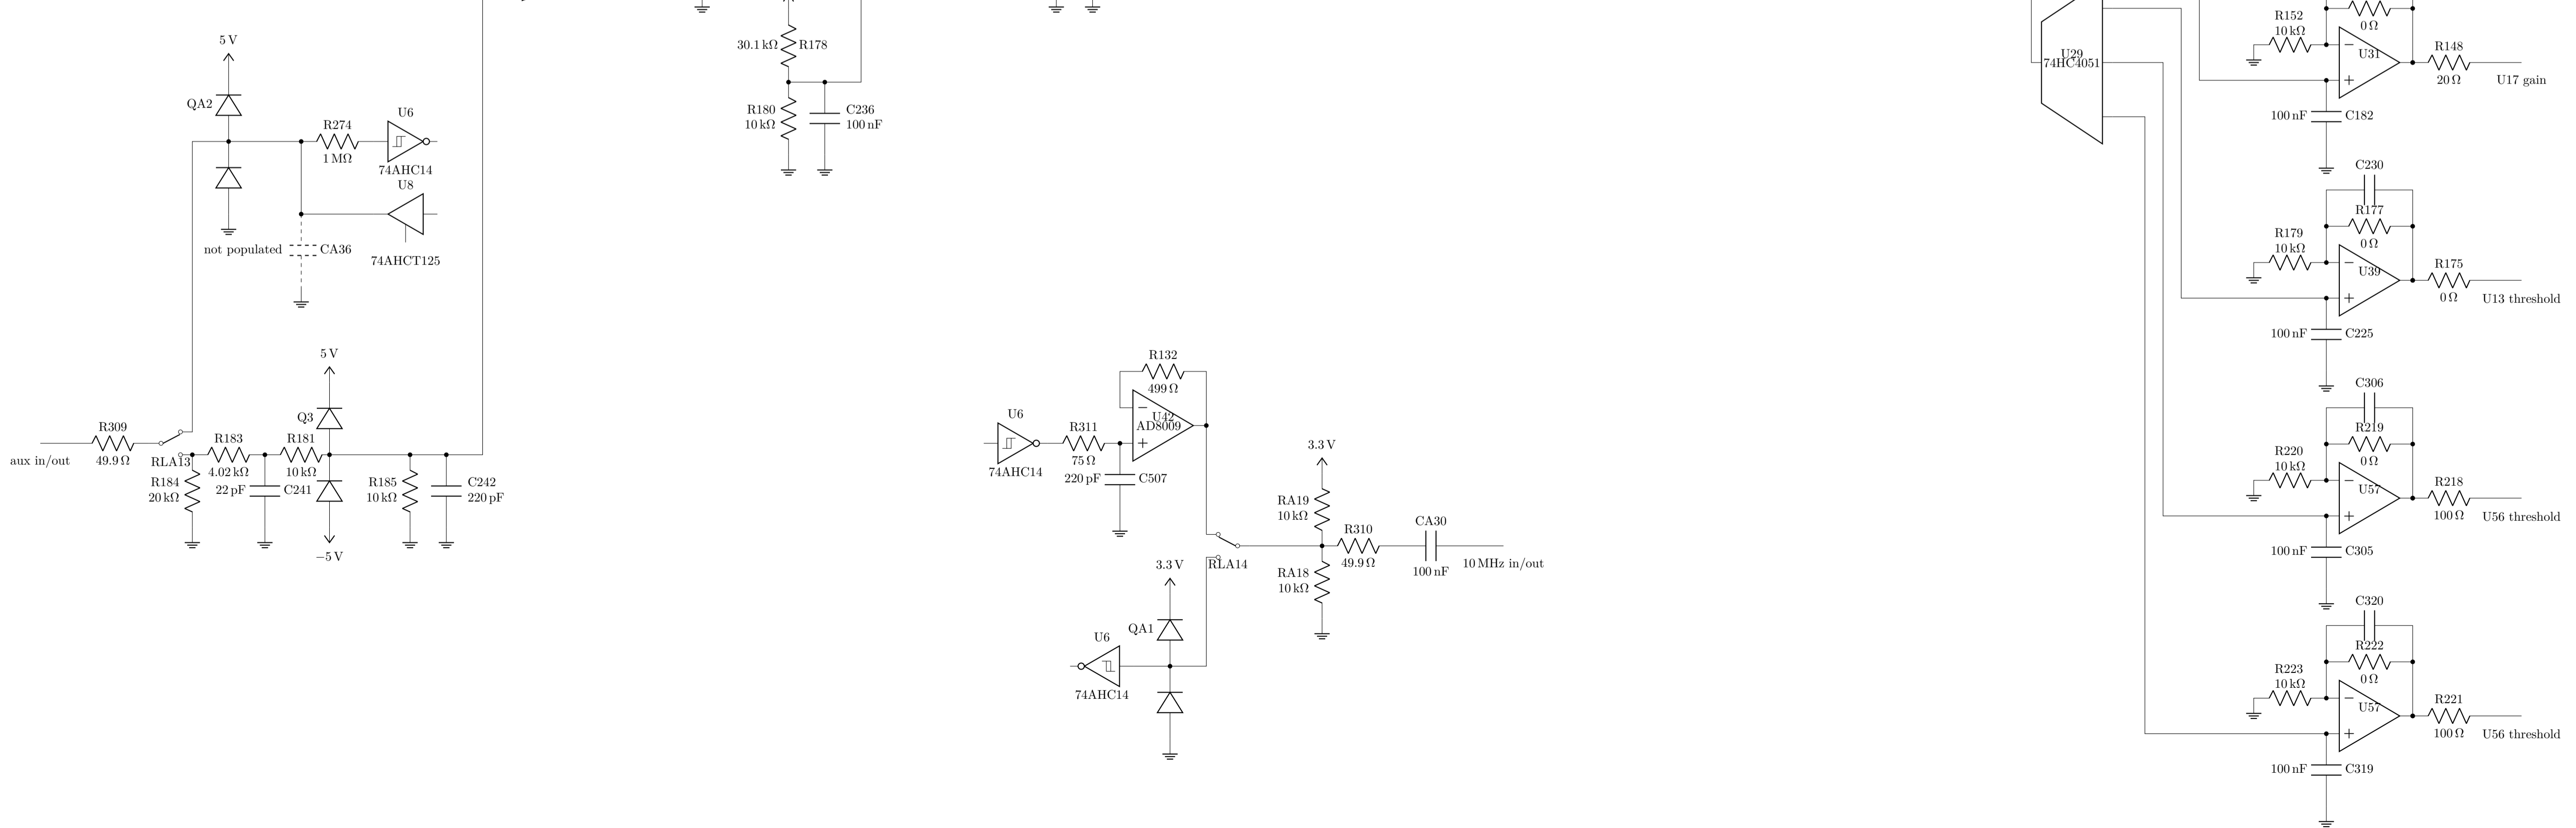 5 V
QA2
R274
1 MΩ
U6
74AHC14
U8
74AHCT125
not populated
CA36
30.1 kΩ
R178
R180
10 kΩ
C236
100 nF
aux in/out
R309
49.9 Ω
RLA13
R183
4.02 kΩ
R181
10 kΩ
5 V
Q3
R184
20 kΩ
22 pF
C241
−5 V
R185
10 kΩ
C242
220 pF
U6
74AHC14
R311
75 Ω
R132
499 Ω
−
+
U42
AD8009
220 pF
C507
RLA14
3.3 V
RA19
10 kΩ
RA18
10 kΩ
R310
49.9 Ω
CA30
100 nF
10 MHz in/out
3.3 V
QA1
U6
74AHC14
U29
74HC4051
R152
10 kΩ
0 Ω
−
+
U31
R148
20 Ω
U17 gain
100 nF
C182
C230
R177
0 Ω
R179
10 kΩ
−
+
U39
R175
0 Ω
U13 threshold
100 nF
C225
C306
R219
0 Ω
R220
10 kΩ
−
+
U57
R218
100 Ω
U56 threshold
100 nF
C305
C320
R222
0 Ω
R223
10 kΩ
−
+
U57
R221
100 Ω
U56 threshold
100 nF
C319